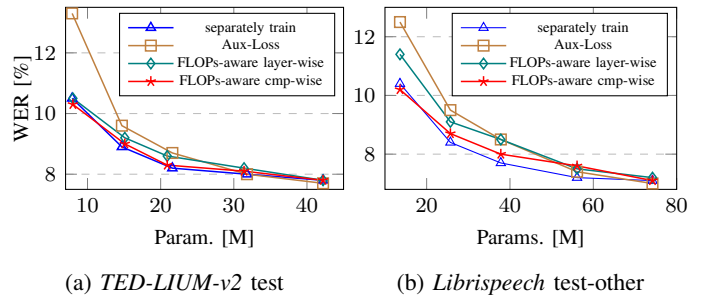 WER [%]
12
10
8
10
20
30
40
Param. [M]
separately train
Aux-Loss
FLOPs-aware layer-wise
FLOPs-aware cmp-wise
(a) TED-LIUM-v2 test
12
10
8
20
40
60
80
Params. [M]
separately train
Aux-Loss
FLOPs-aware layer-wise
FLOPs-aware cmp-wise
(b) Librispeech test-other